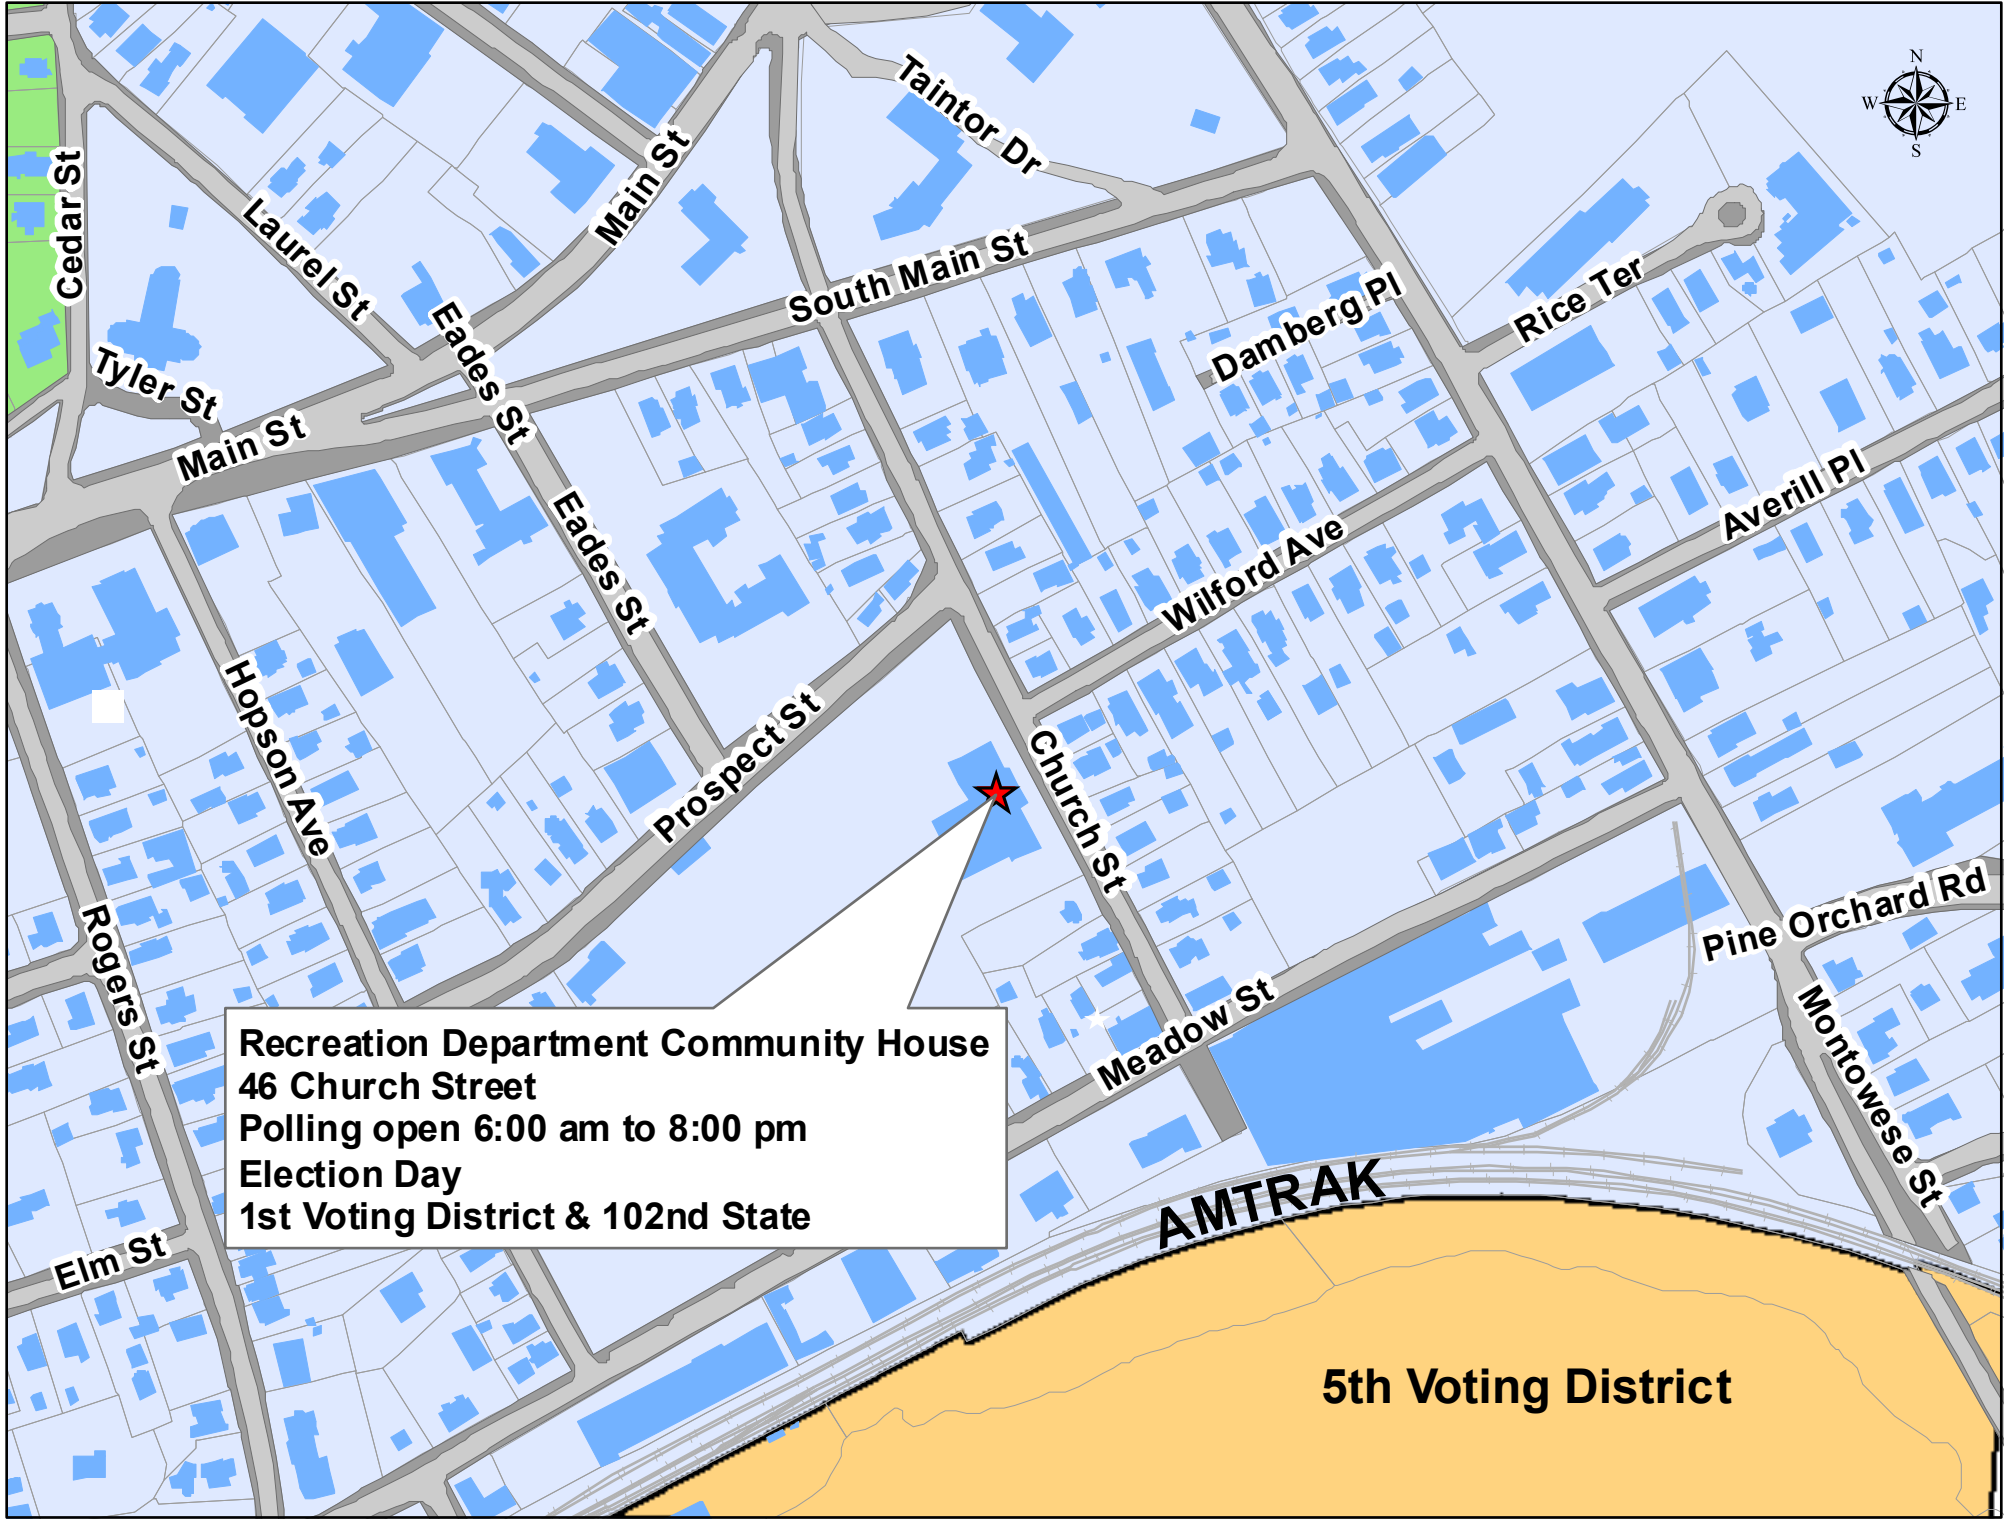 N
W E
S
Taintor Dr
Main St
Cedar St
Laurel St
South Main St
Eades St
Damberg Pl
Rice Ter
Tyler St
Main St
Averill Pl
Eades St
Wilford Ave
Hopson Ave
Prospect St
Church St
Pine Orchard Rd
Rogers St
Meadow St
Montowese St
Recreation Department Community House
46 Church Street
Polling open 6:00 am to 8:00 pm
Election Day
1st Voting District & 102nd State
AMTRAK
Elm St
5th Voting District